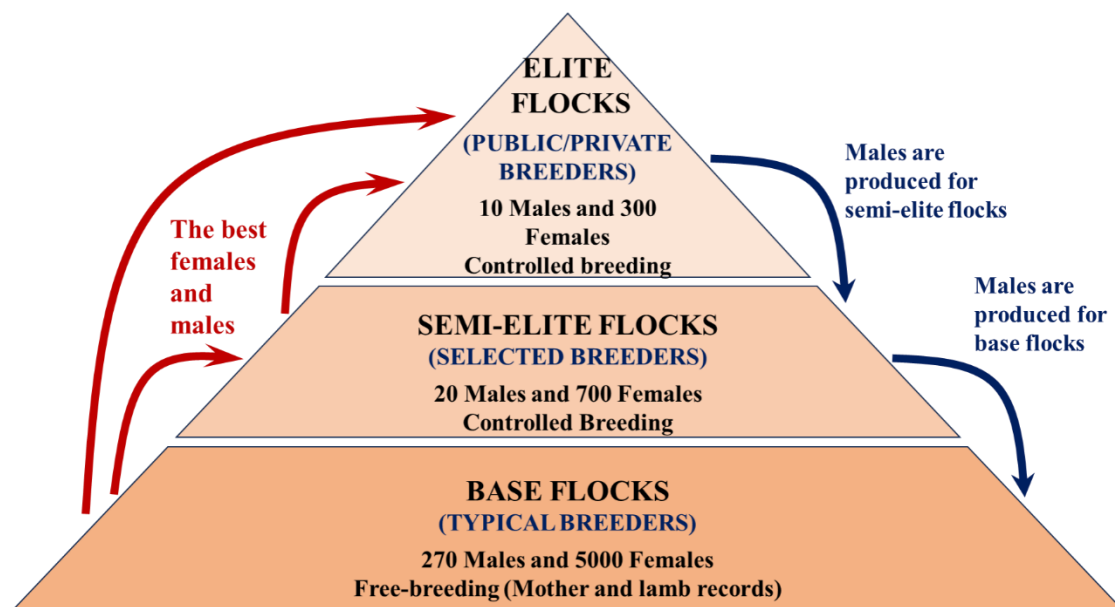 ELITE
FLOCKS
(PUBLIC/PRIVATE
BREEDERS)
10 Males and 300
Females
Controlled breeding
The best
females
and
males
Males are
produced for
semi-elite flocks
SEMI-ELITE FLOCKS
(SELECTED BREEDERS)
20 Males and 700 Females
Controlled Breeding
Males are
produced for
base flocks
BASE FLOCKS
(TYPICAL BREEDERS)
270 Males and 5000 Females
Free-breeding (Mother and lamb records)